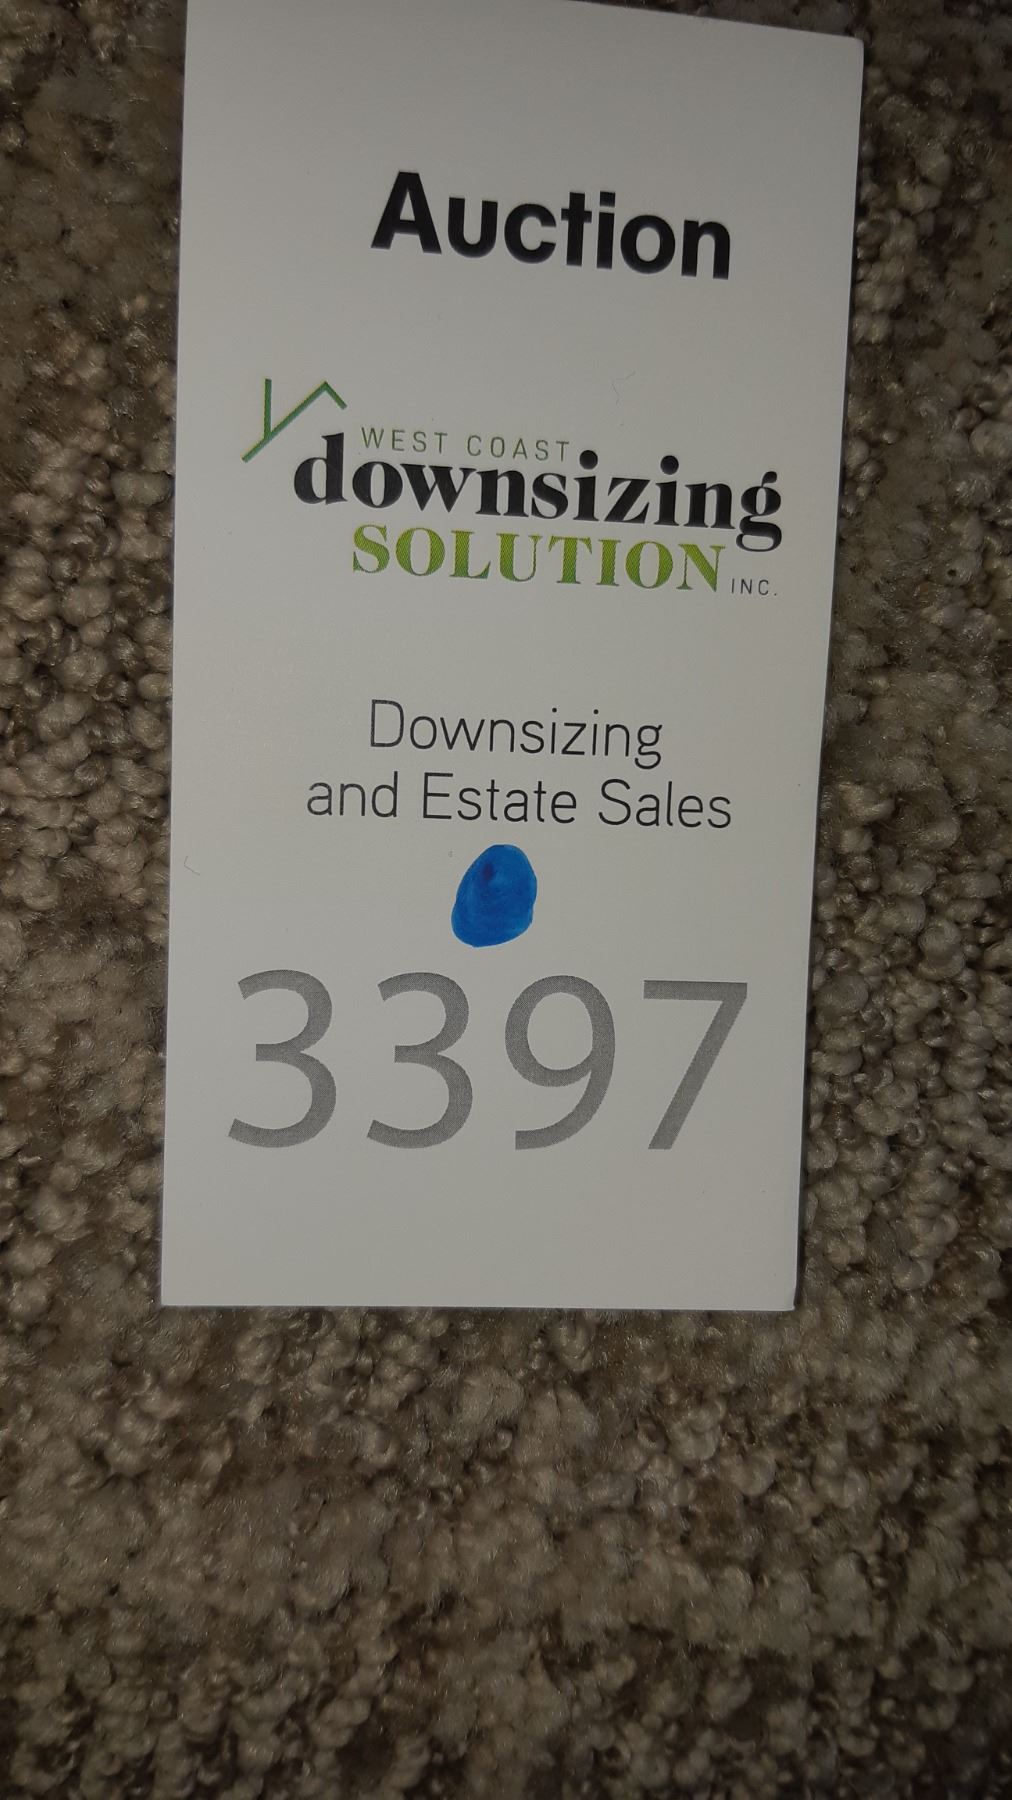 Auction
WEST COAST
downsizing
SOLUTION INC.
Downsizing
and Estate Sales
3397